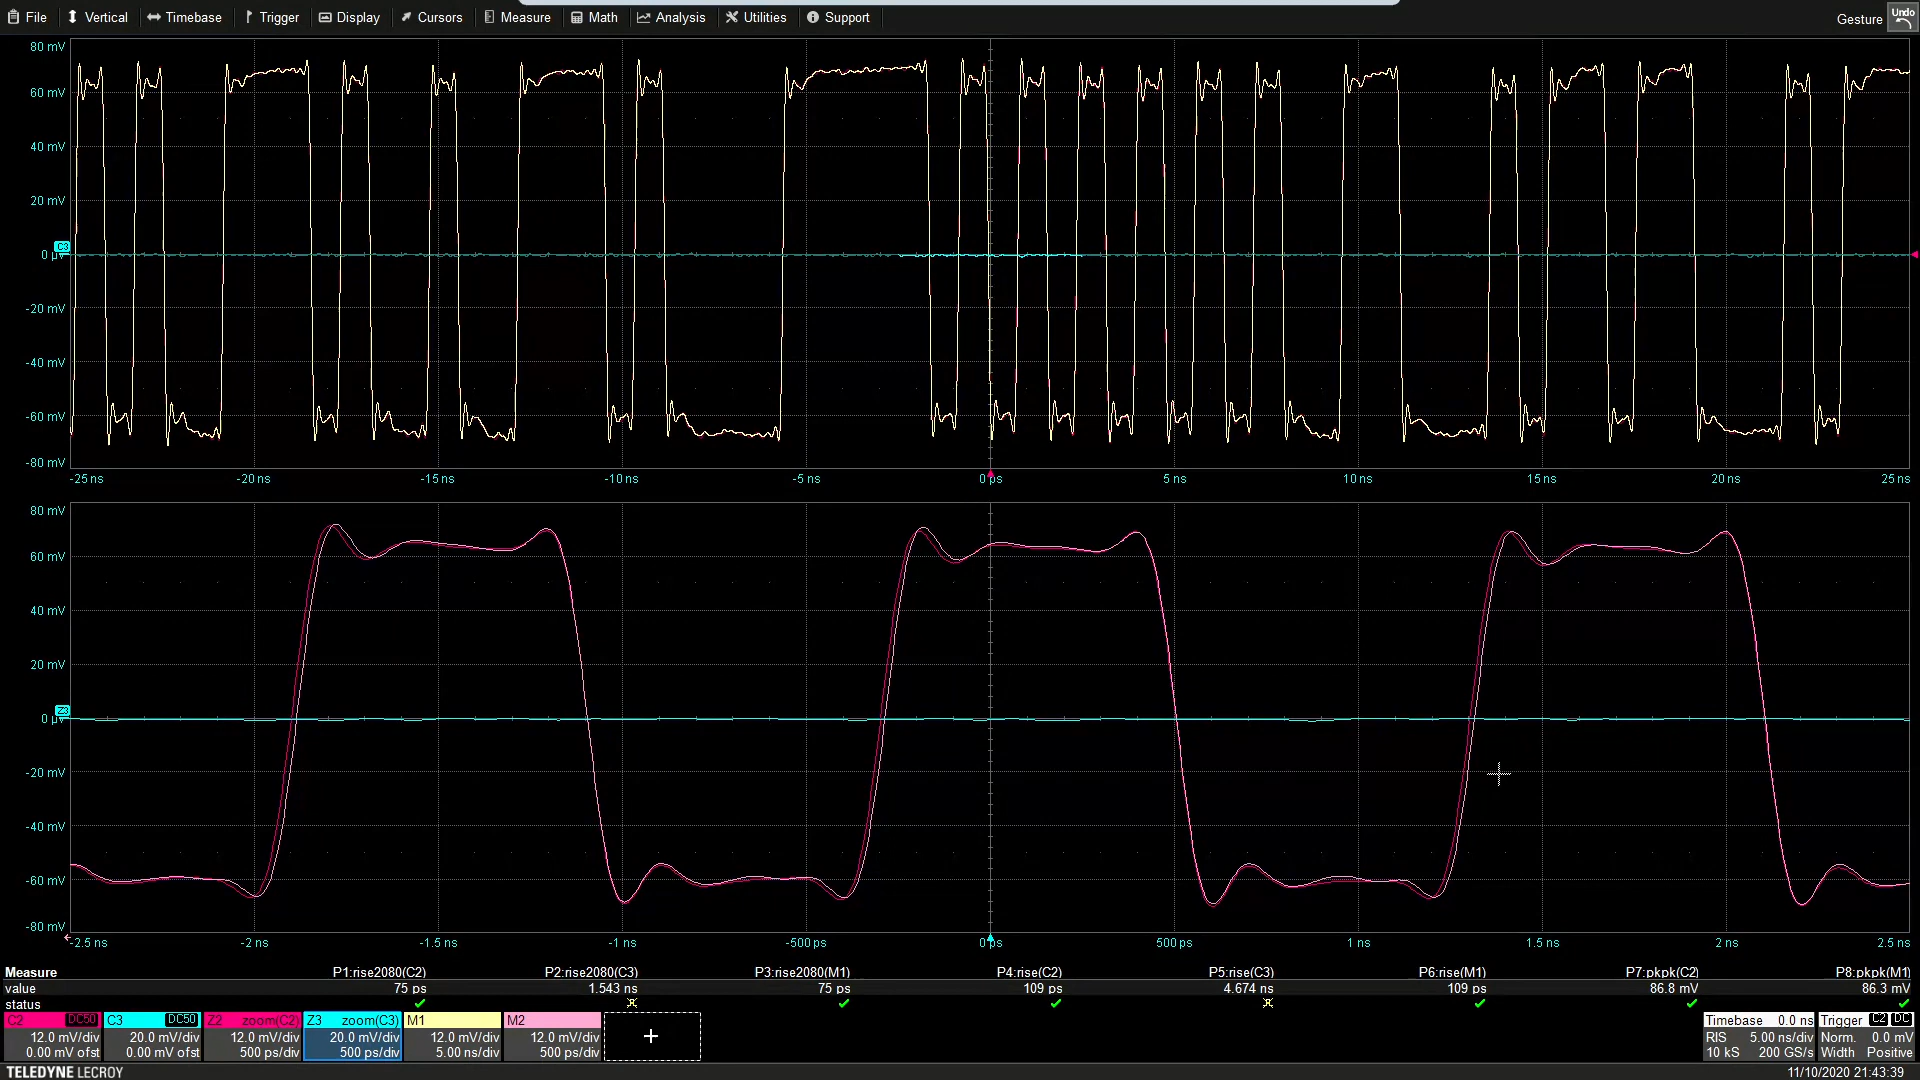 File Vertical Timebase Trigger Display Cursors Measure Math Analysis Utilities Support Gesture Undo
80 mV
60 mV
40 mV
20 mV
C3
0 µV
-20 mV
-40 mV
-60 mV
-80 mV
-25 ns -20 ns -15 ns -10 ns -5 ns 0 ps 5 ns 10 ns 15 ns 20 ns 25 ns
80 mV
60 mV
40 mV
20 mV
Z3
0 µV
-20 mV
-40 mV
-60 mV
-80 mV
-2.5 ns -2 ns -1.5 ns -1 ns -500 ps 0 ps 500 ps 1 ns 1.5 ns 2 ns 2.5 ns
Measure P1:rise2080(C2) P2:rise2080(C3) P3:rise2080(M1) P4:rise(C2) P5:rise(C3) P6:rise(M1) P7:pkpk(C2) P8:pkpk(M1)
value 75 ps 1.543 ns 75 ps 109 ps 4.674 ns 109 ps 86.8 mV 86.3 mV
status
C2 DC50 C3 DC50 Z2 zoom(C2) Z3 zoom(C3) M1 M2 Timebase 0.0 ns Trigger C2 DC
12.0 mV/div 20.0 mV/div 12.0 mV/div 20.0 mV/div 12.0 mV/div 12.0 mV/div + RIS 5.00 ns/div Norm. 0.0 mV
0.00 mV ofst 0.00 mV ofst 500 ps/div 500 ps/div 5.00 ns/div 500 ps/div 10 kS 200 GS/s Width Positive
TELEDYNE LECROY 11/10/2020 21:43:39